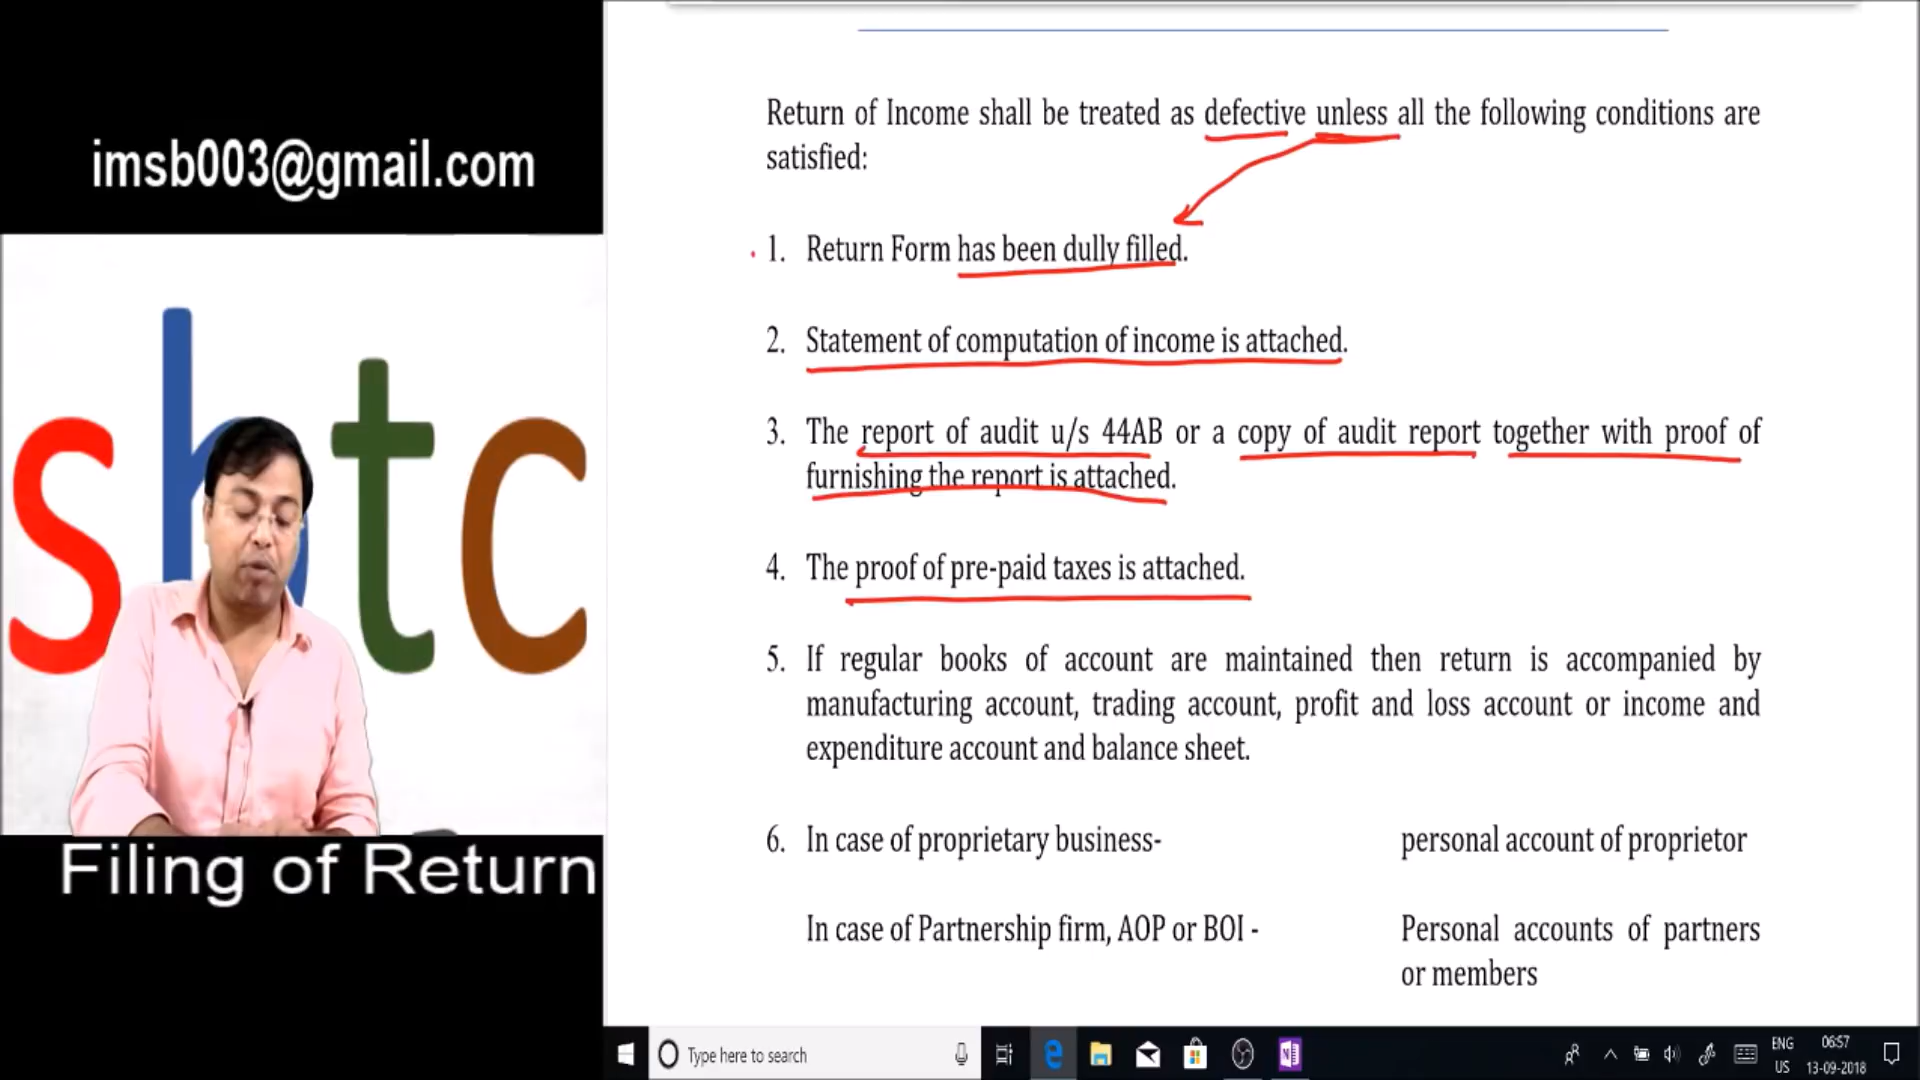 imsb003@gmail.com
shtc
Filing of Return
Return of Income shall be treated as defective unless all the following conditions are
satisfied:
1. Return Form has been dully filled.
2. Statement of computation of income is attached.
3. The report of audit u/s 44AB or a copy of audit report together with proof of
furnishing the report is attached.
4. The proof of pre-paid taxes is attached.
5. If regular books of account are maintained then return is accompanied by
manufacturing account, trading account, profit and loss account or income and
expenditure account and balance sheet.
6. In case of proprietary business- personal account of proprietor
In case of Partnership firm, AOP or BOI - Personal accounts of partners
or members
Type here to search
ENG
US
06:57
13-09-2018